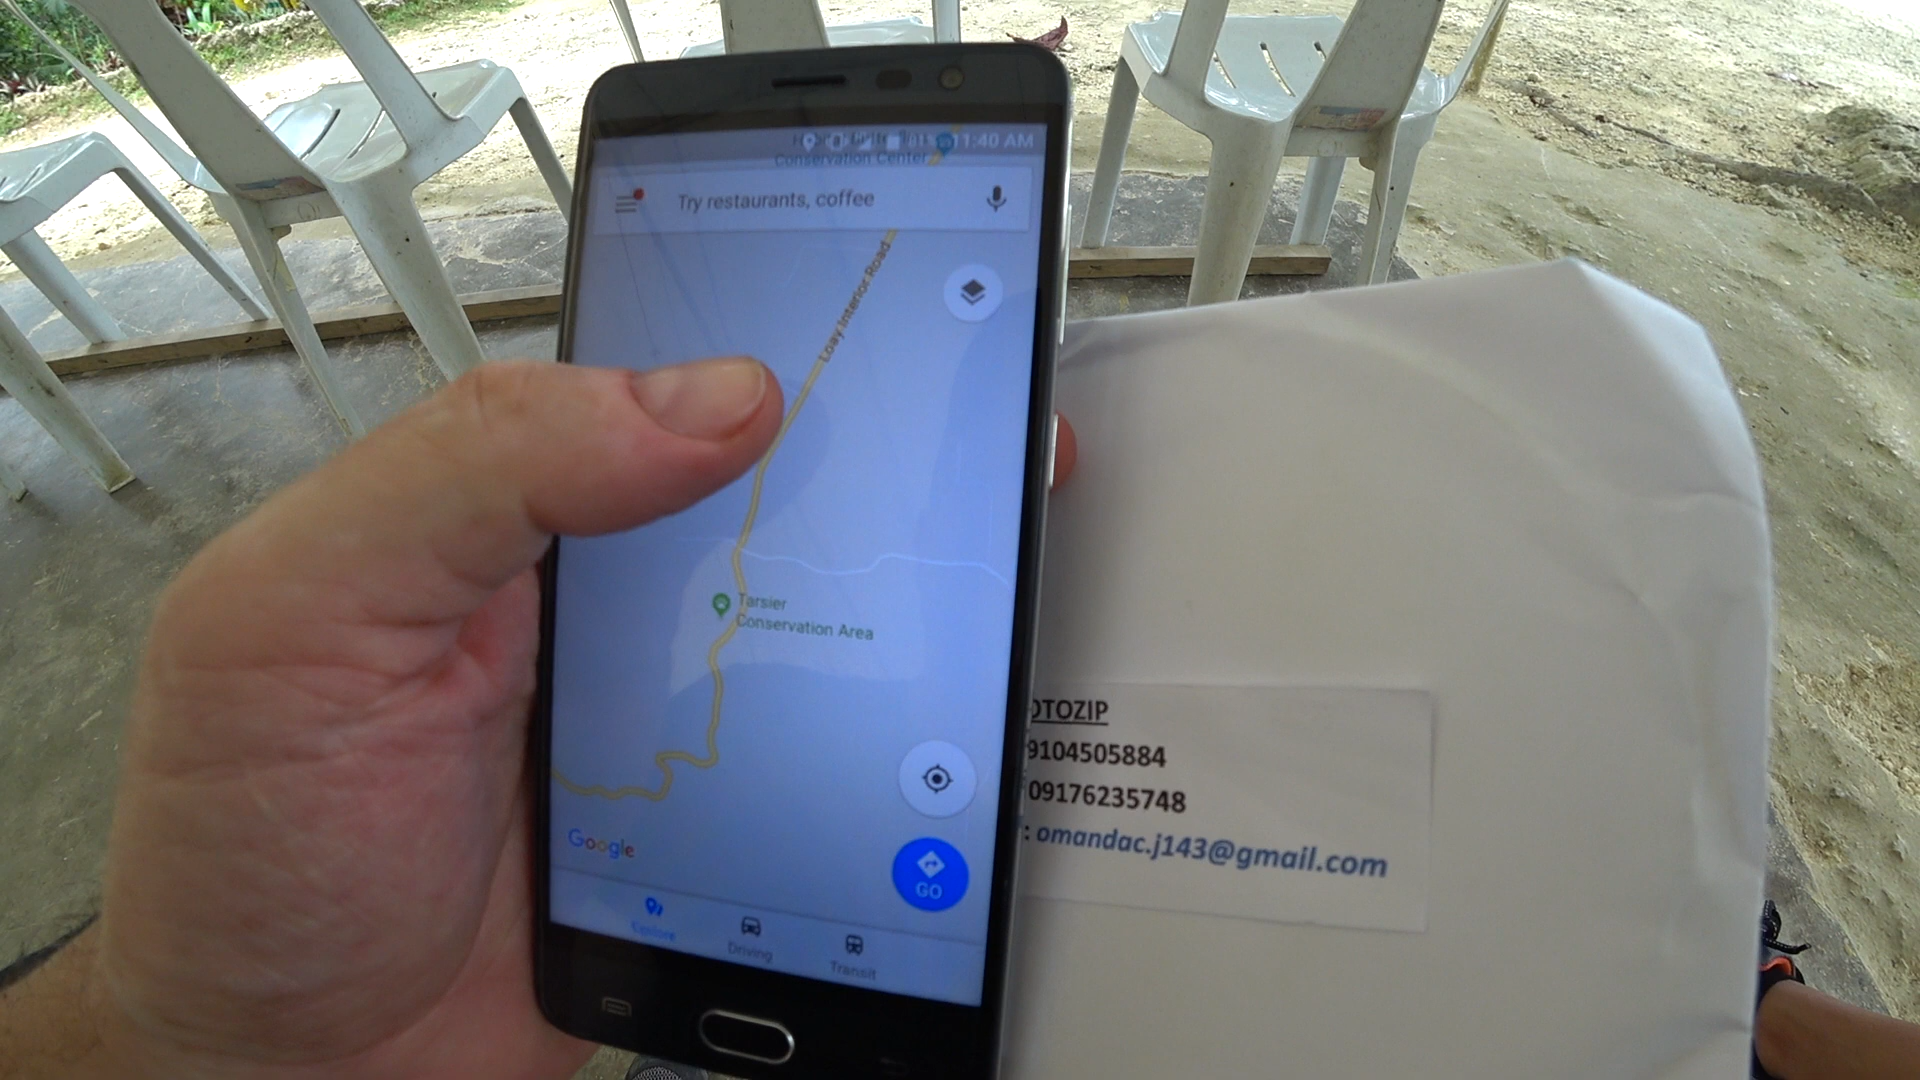 11:40 AM
Conservation Center
Try restaurants, coffee
Loay Interior Road
Tarsier
Conservation Area
Google
GO
Explore
Driving
Transit
OTOZIP
9104505884
09176235748
: omandac.j143@gmail.com